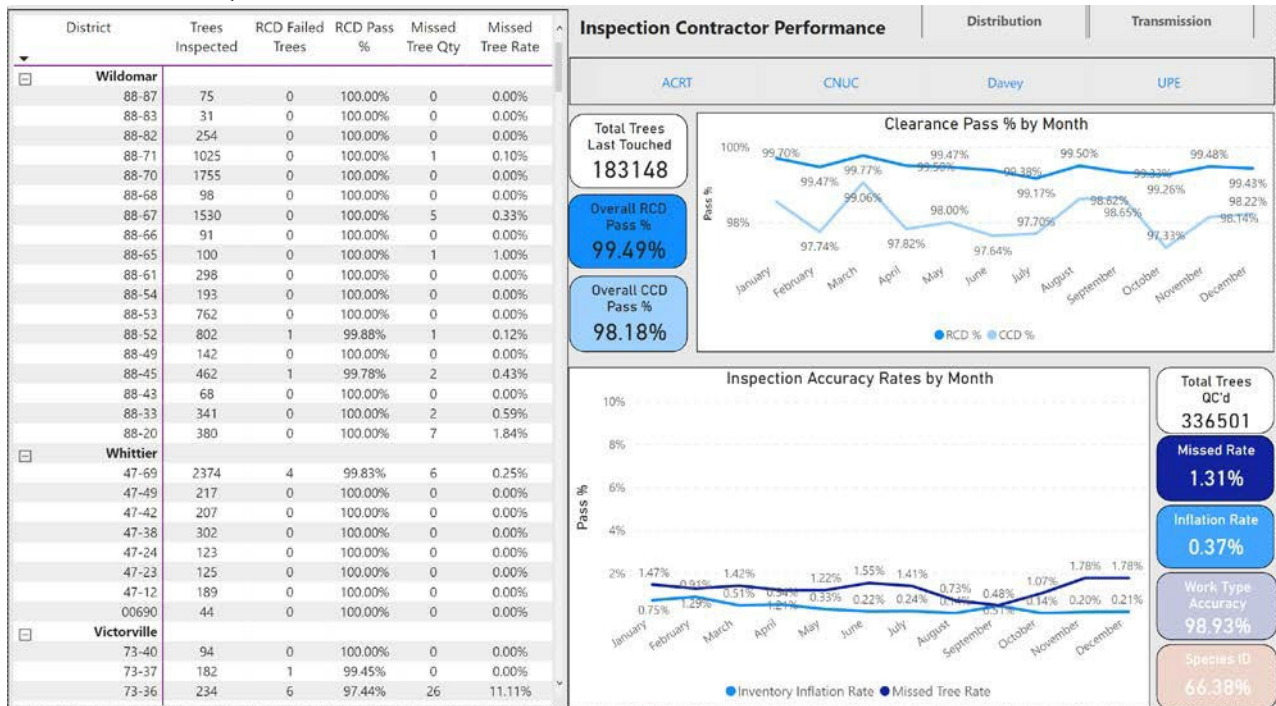 District Trees Inspected RCD Failed Trees RCD Pass % Missed Tree Qty Missed Tree Rate
Wildomar
88-87 75 0 100.00% 0 0.00%
88-83 31 0 100.00% 0 0.00%
88-82 254 0 100.00% 0 0.00%
88-71 1025 0 100.00% 1 0.10%
88-70 1755 0 100.00% 0 0.00%
88-68 98 0 100.00% 0 0.00%
88-67 1530 0 100.00% 5 0.33%
88-66 91 0 100.00% 0 0.00%
88-65 100 0 100.00% 1 1.00%
88-61 298 0 100.00% 0 0.00%
88-54 193 0 100.00% 0 0.00%
88-53 762 0 100.00% 0 0.00%
88-52 802 1 99.88% 1 0.12%
88-49 142 0 100.00% 0 0.00%
88-45 462 1 99.78% 2 0.43%
88-43 68 0 100.00% 0 0.00%
88-33 341 0 100.00% 2 0.59%
88-20 380 0 100.00% 7 1.84%
Whittier
47-69 2374 4 99.83% 6 0.25%
47-49 217 0 100.00% 0 0.00%
47-42 207 0 100.00% 0 0.00%
47-38 302 0 100.00% 0 0.00%
47-24 123 0 100.00% 0 0.00%
47-23 125 0 100.00% 0 0.00%
47-12 189 0 100.00% 0 0.00%
00690 44 0 100.00% 0 0.00%
Victorville
73-40 94 0 100.00% 0 0.00%
73-37 182 1 99.45% 0 0.00%
73-36 234 6 97.44% 26 11.11%
Inspection Contractor Performance
Distribution Transmission
ACRT CNUC Davey UPE
Total Trees
Last Touched
183148
Overall RCD
Pass %
99.49%
Overall CCD
Pass %
98.18%
Clearance Pass % by Month
Pass %
100%
98%
99.70% 99.47% 99.77% 99.50% 99.47% 99.38% 99.17% 99.50% 99.33% 99.26% 99.48% 99.43%
97.74% 99.06% 97.82% 98.00% 97.64% 97.70% 98.62% 98.65% 97.33% 98.14% 98.22%
January February March April May June July August September October November December
RCD % CCD %
Inspection Accuracy Rates by Month
Pass %
10%
8%
6%
4%
2%
1.47% 0.91% 1.42% 0.94% 1.22% 1.55% 1.41% 0.73% 0.48% 1.07% 1.78% 1.78%
0.75% 1.29% 0.51% 1.21% 0.33% 0.22% 0.24% 0.51% 0.14% 0.20% 0.21%
January February March April May June July August September October November December
Inventory Inflation Rate Missed Tree Rate
Total Trees
QC'd
336501
Missed Rate
1.31%
Inflation Rate
0.37%
Work Type
Accuracy
98.93%
Species ID
66.38%